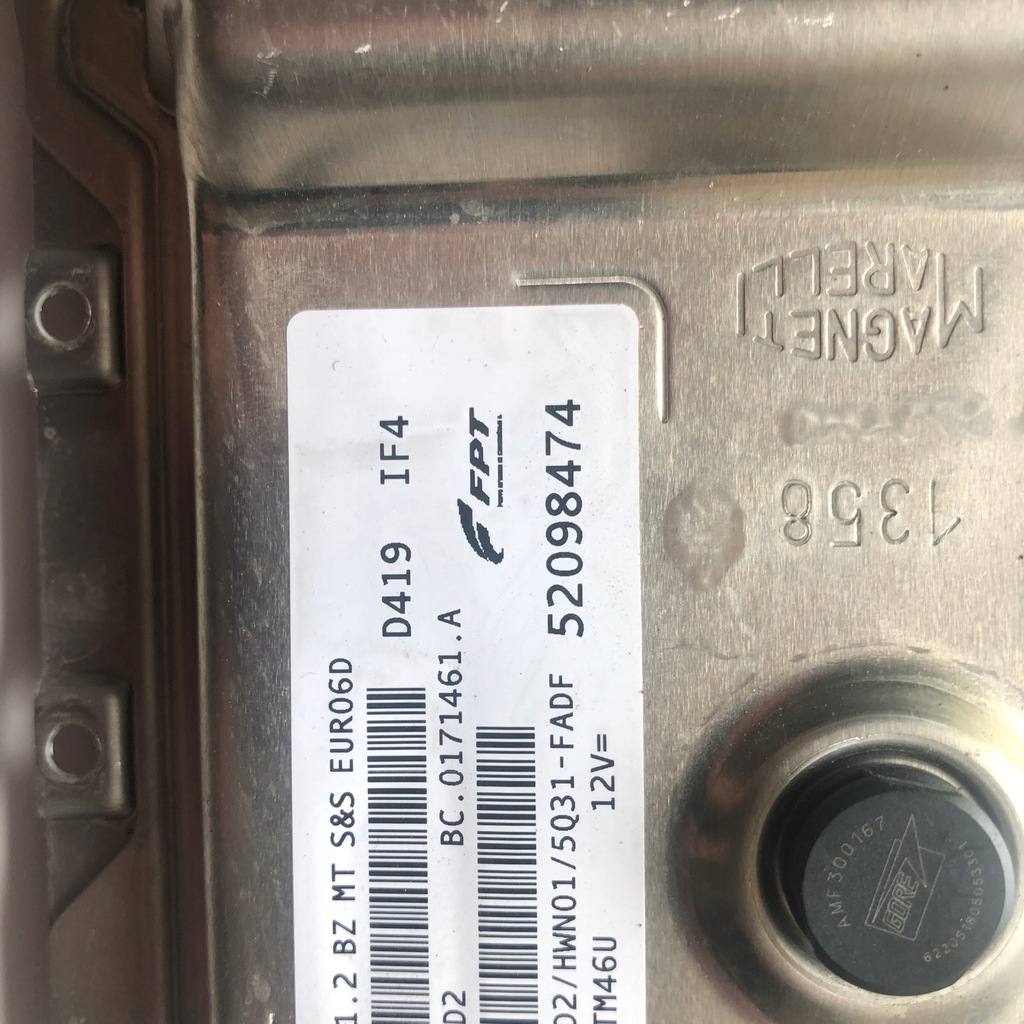 1.2 BZ MT S&S EURO6D
D419 IF4
BC.0171461.A
D2
FPT
D2/HWN01/5Q31-FADF 52098474
TM46U 12V=
MAGNETI
MARELLI
1358
AMF 300167
GORE